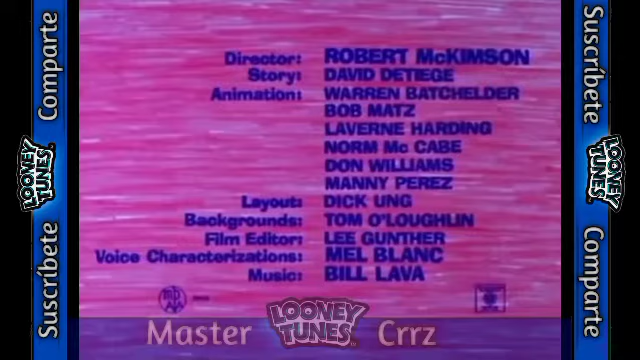 Comparte
Suscríbete
LOONEY
TUNES
Director: ROBERT McKIMSON
Story: DAVID DETIEGE
Animation: WARREN BATCHELDER
BOB MATZ
LAVERNE HARDING
NORM Mc CABE
DON WILLIAMS
MANNY PEREZ
Layout: DICK UNG
Backgrounds: TOM O'LOUGHLIN
Film Editor: LEE GUNTHER
Voice Characterizations: MEL BLANC
Music: BILL LAVA
Master LOONEY TUNES Crrz
Suscríbete
LOONEY
TUNES
Comparte